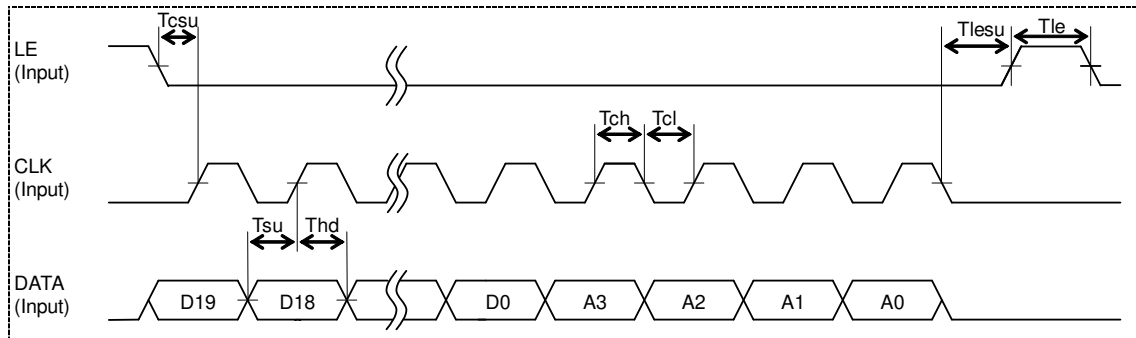 Tcsu
Tlesu
Tle
LE
(Input)
Tch
Tcl
CLK
(Input)
Tsu
Thd
DATA
(Input)
D19
D18
D0
A3
A2
A1
A0